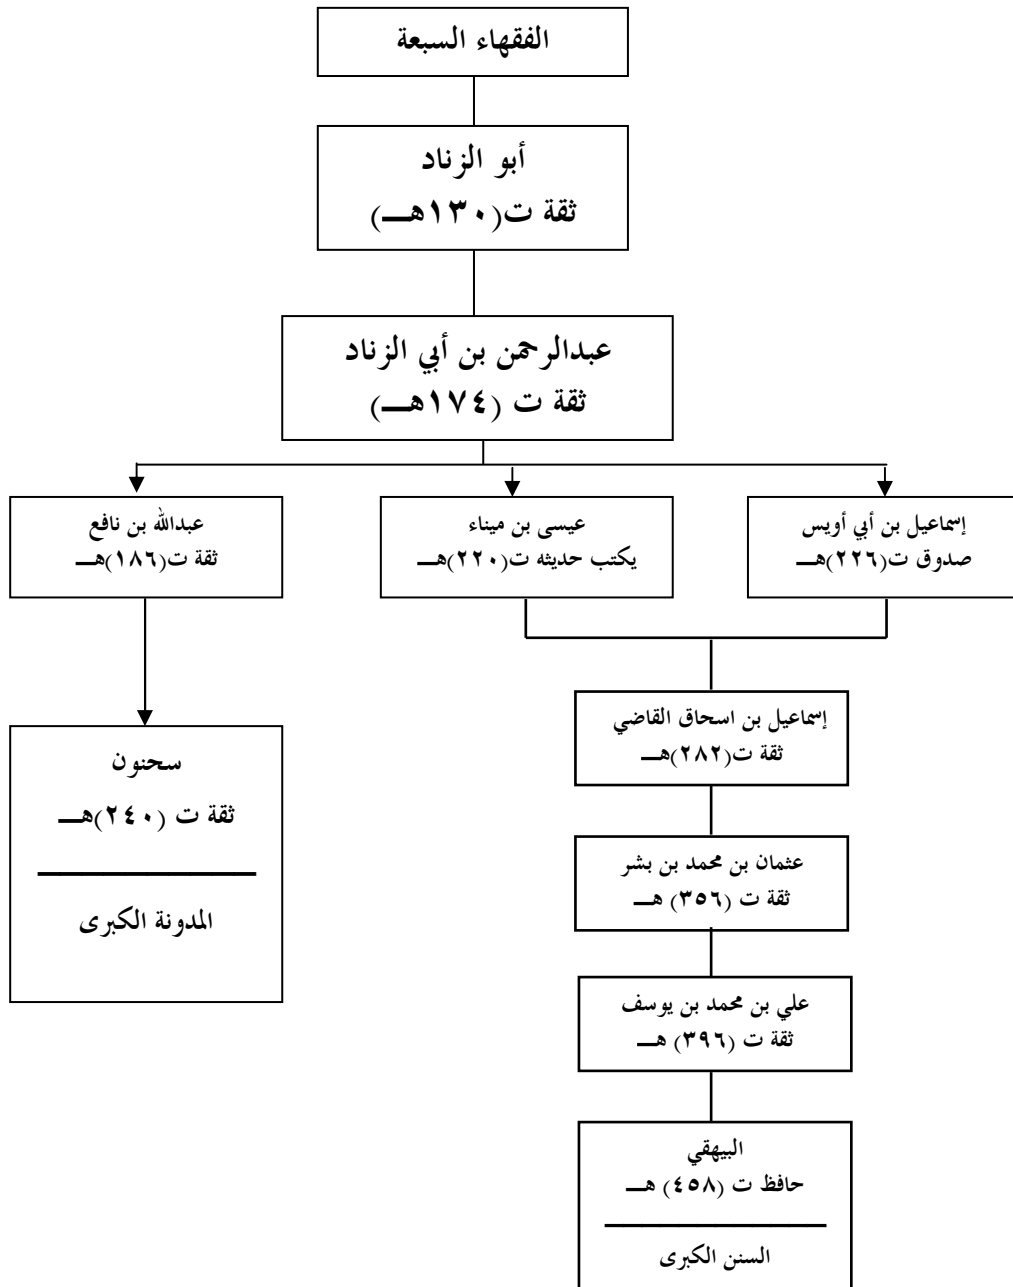 الفقهاء السبعة
أبو الزناد
ثقة ت(١٣٠هـ)
عبدالرحمن بن أبي الزناد
ثقة ت (١٧٤هـ)
إسماعيل بن أبي أويس
صدوق ت(٢٢٦)هـ
عيسى بن ميناء
يكتب حديثه ت(٢٢٠)هـ
عبدالله بن نافع
ثقة ت(١٨٦)هـ
إسماعيل بن اسحاق القاضي
ثقة ت(٢٨٢)هـ
سحنون
ثقة ت (٢٤٠)هـ
المدونة الكبرى
عثمان بن محمد بن بشر
ثقة ت (٣٥٦) هـ
علي بن محمد بن يوسف
ثقة ت (٣٩٦) هـ
البيهقي
حافظ ت (٤٥٨) هـ
السنن الكبرى